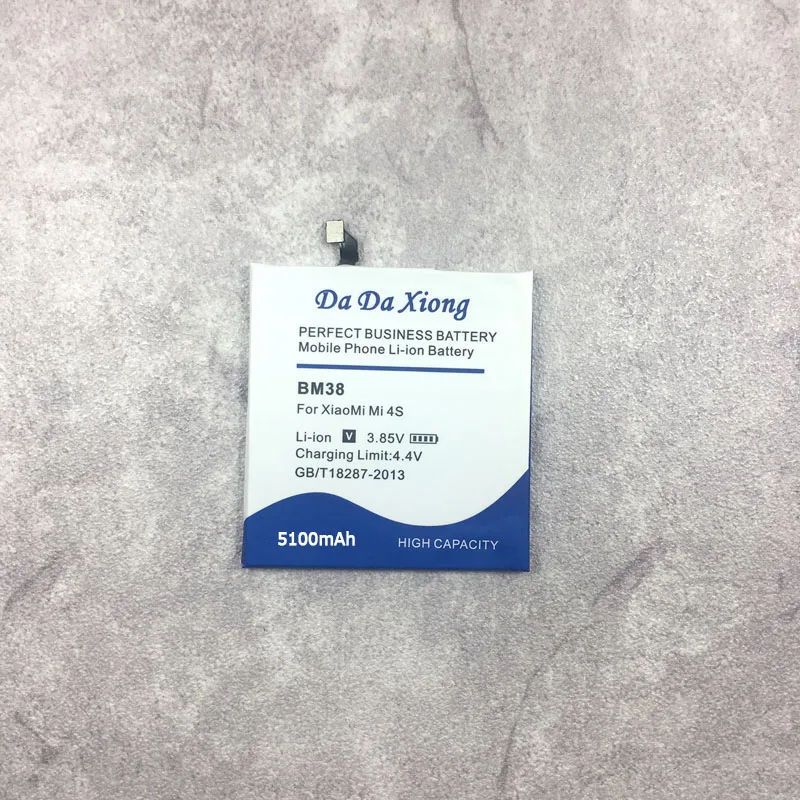 Da Da Xiong
PERFECT BUSINESS BATTERY
Mobile Phone Li-ion Battery
BM38
For XiaoMi Mi 4S
Li-ion V 3.85V
Charging Limit:4.4V
GB/T18287-2013
5100mAh HIGH CAPACITY